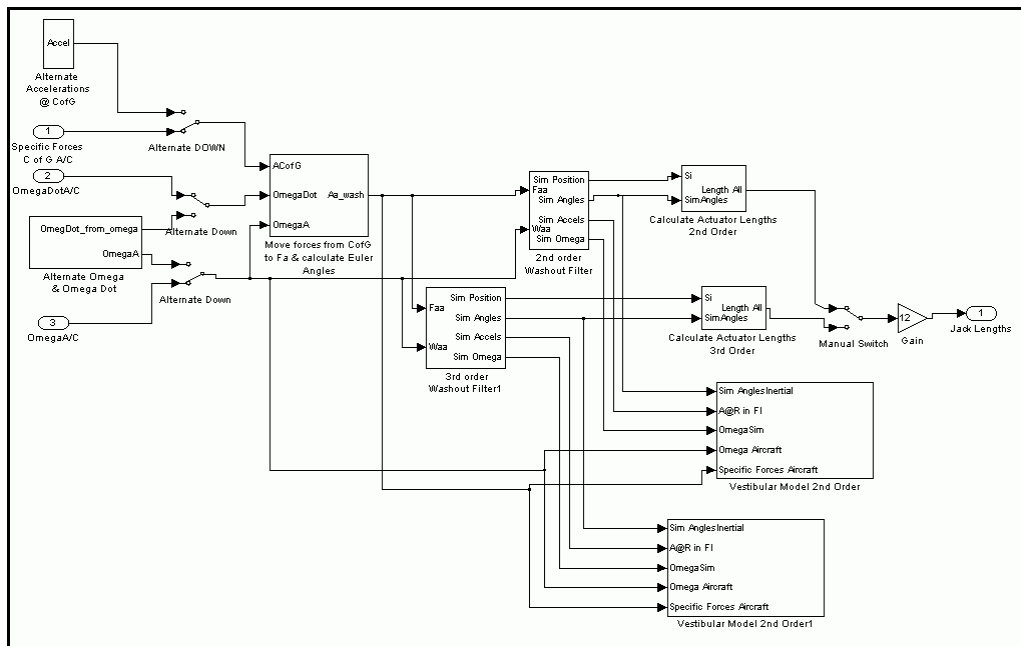 Accel
Alternate
Accelerations
@ CofG
1
Specific Forces
C of G A/C
Alternate DOWN
2
OmegaDotA/C
Alternate Down
OmegDot_from_omega
OmegaA
Alternate Omega
& Omega Dot
Alternate Down
3
OmegaA/C
ACofG
OmegaDot
Aa_wash
OmegaA
Move forces from CofG
to Fa & calculate Euler
Angles
Sim Position
Faa
Sim Angles
Sim Accels
Waa
Sim Omega
2nd order
Washout Filter
Si
Length All
SimAngles
Calculate Actuator Lengths
2nd Order
Sim Position
Faa
Sim Angles
Sim Accels
Waa
Sim Omega
3rd order
Washout Filter1
Si
Length All
SimAngles
Calculate Actuator Lengths
3rd Order
Manual Switch
12
Gain
1
Jack Lengths
Sim AnglesInertial
A@R in FI
OmegaSim
Omega Aircraft
Specific Forces Aircraft
Vestibular Model 2nd Order
Sim AnglesInertial
A@R in FI
OmegaSim
Omega Aircraft
Specific Forces Aircraft
Vestibular Model 2nd Order1